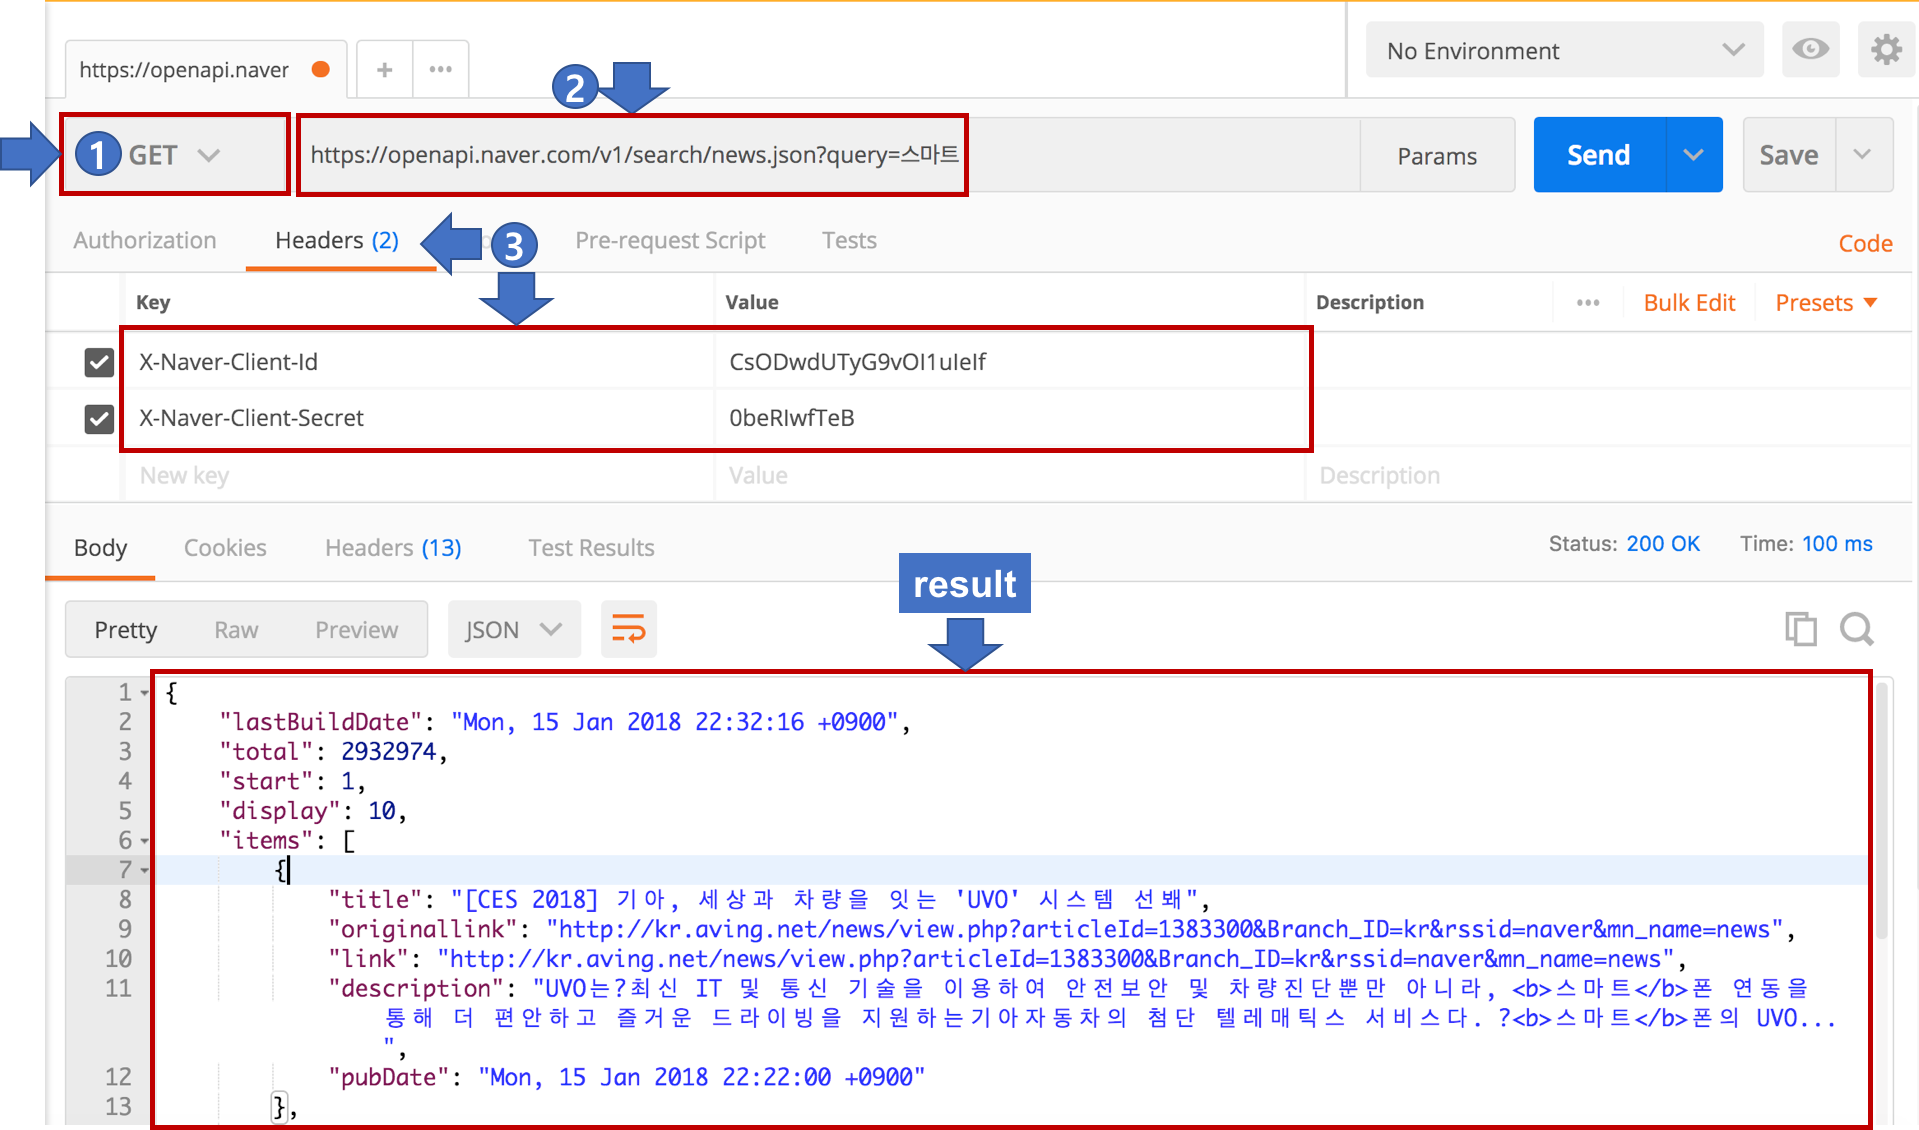 https://openapi.naver
No Environment
2
1 GET
https://openapi.naver.com/v1/search/news.json?query=스마트
Params
Send
Save
Authorization
Headers (2)
3
Pre-request Script
Tests
Code
Key
Value
Description
Bulk Edit
Presets
X-Naver-Client-Id
CsODwdUTyG9vOI1uIeIf
X-Naver-Client-Secret
0beRIwfTeB
New key
Value
Description
Body
Cookies
Headers (13)
Test Results
Status: 200 OK
Time: 100 ms
result
Pretty
Raw
Preview
JSON
1 {
2 "lastBuildDate": "Mon, 15 Jan 2018 22:32:16 +0900",
3 "total": 2932974,
4 "start": 1,
5 "display": 10,
6 "items": [
7 {
8 "title": "[CES 2018] 기아, 세상과 차량을 잇는 'UVO' 시스템 선봬",
9 "originallink": "http://kr.aving.net/news/view.php?articleId=1383300&Branch_ID=kr&rssid=naver&mn_name=news",
10 "link": "http://kr.aving.net/news/view.php?articleId=1383300&Branch_ID=kr&rssid=naver&mn_name=news",
11 "description": "UVO는?최신 IT 및 통신 기술을 이용하여 안전보안 및 차량진단뿐만 아니라, <b>스마트</b>폰 연동을
통해 더 편안하고 즐거운 드라이빙을 지원하는기아자동차의 첨단 텔레매틱스 서비스다. ?<b>스마트</b>폰의 UVO...
",
12 "pubDate": "Mon, 15 Jan 2018 22:22:00 +0900"
13 },